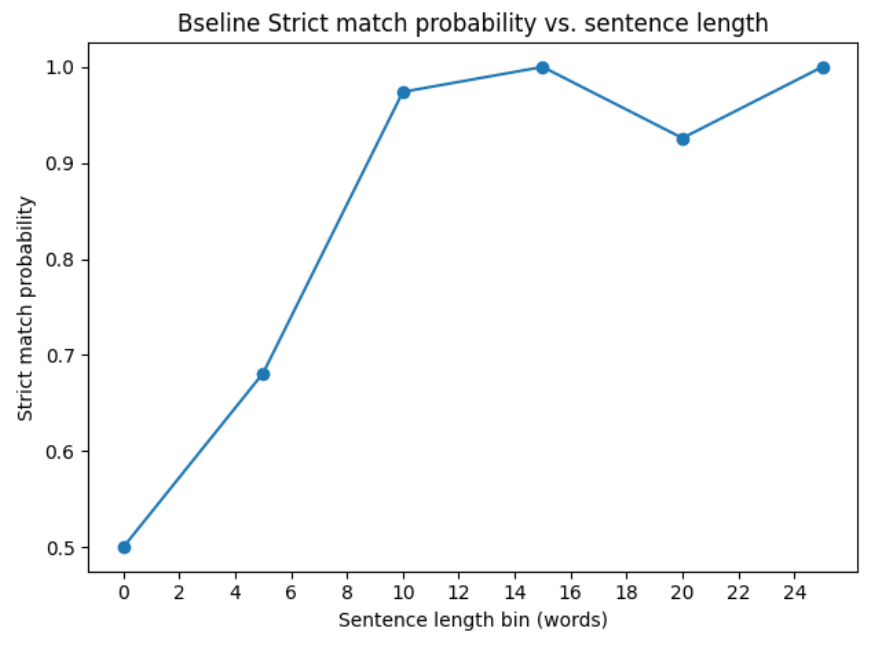 Bseline Strict match probability vs. sentence length
1.0
0.9
0.8
0.7
0.6
0.5
Strict match probability
0 2 4 6 8 10 12 14 16 18 20 22 24
Sentence length bin (words)